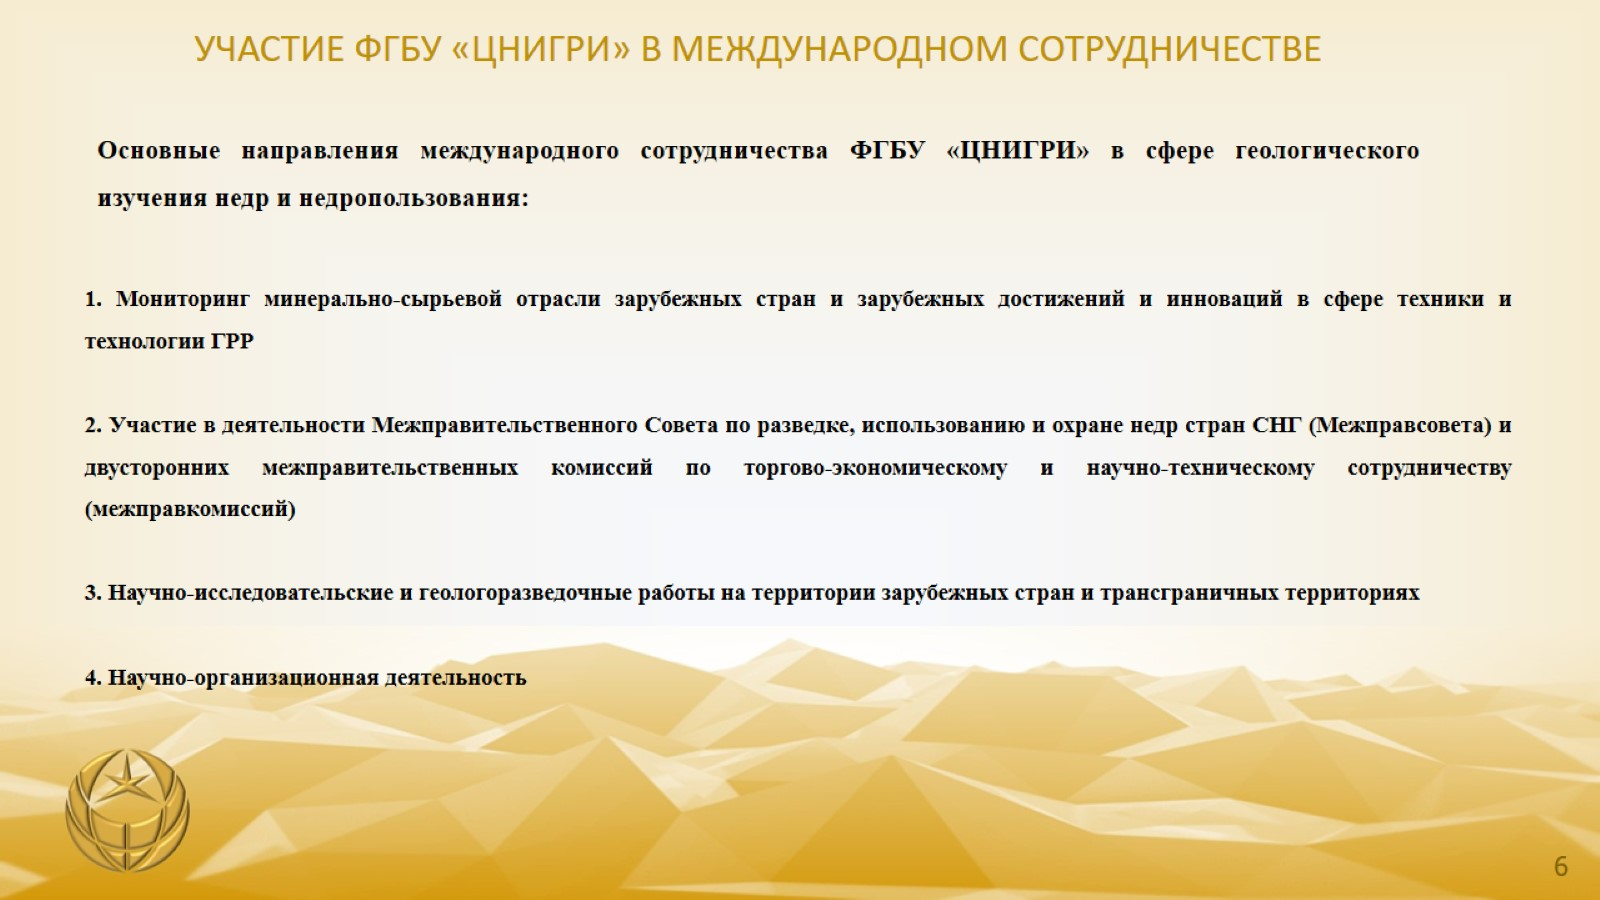 УЧАСТИЕ ФГБУ «ЦНИГРИ» В МЕЖДУНАРОДНОМ СОТРУДНИЧЕСТВЕ
Основные направления международного сотрудничества ФГБУ «ЦНИГРИ» в сфере геологического
изучения недр и недропользования:
1. Мониторинг минерально-сырьевой отрасли зарубежных стран и зарубежных достижений и инноваций в сфере техники и
технологии ГРР
2. Участие в деятельности Межправительственного Совета по разведке, использованию и охране недр стран СНГ (Межправсовета) и
двусторонних межправительственных комиссий по торгово-экономическому и научно-техническому сотрудничеству
(межправкомиссий)
3. Научно-исследовательские и геологоразведочные работы на территории зарубежных стран и трансграничных территориях
4. Научно-организационная деятельность
6